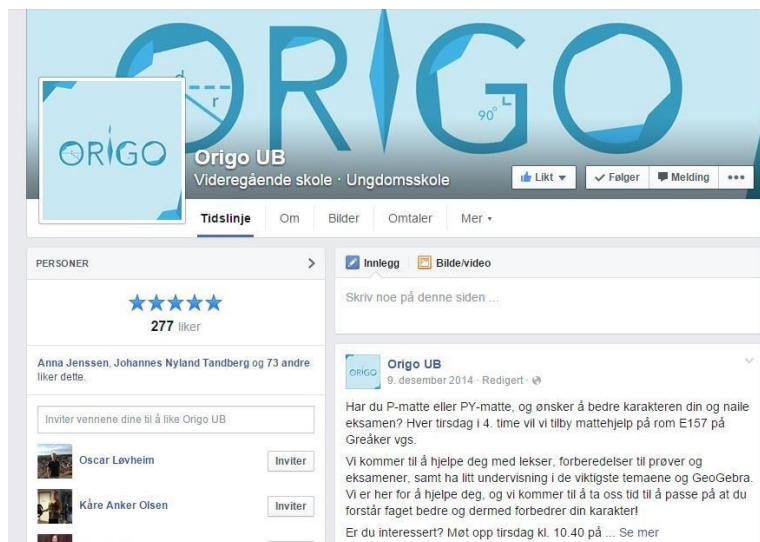 ORIGO
d
r
90°
ORIGO
Origo UB
Videregående skole · Ungdomsskole
Likt
Følger
Melding
Tidslinje Om Bilder Omtaler Mer
PERSONER
277 liker
Anna Jenssen, Johannes Nyland Tandberg og 73 andre
liker dette.
Inviter vennene dine til å like Origo UB
Oscar Løvheim Inviter
Kåre Anker Olsen Inviter
Innlegg Bilde/video
Skriv noe på denne siden ...
ORIGO
Origo UB
9. desember 2014 · Redigert ·
Har du P-matte eller PY-matte, og ønsker å bedre karakteren din og naile
eksamen? Hver tirsdag i 4. time vil vi tilby mattehjelp på rom E157 på
Greåker vgs.
Vi kommer til å hjelpe deg med lekser, forberedelser til prøver og
eksamener, samt ha litt undervisning i de viktigste temaene og GeoGebra.
Vi er her for å hjelpe deg, og vi kommer til å ta oss tid til å passe på at du
forstår faget bedre og dermed forbedrer din karakter!
Er du interessert? Møt opp tirsdag kl. 10.40 på ... Se mer